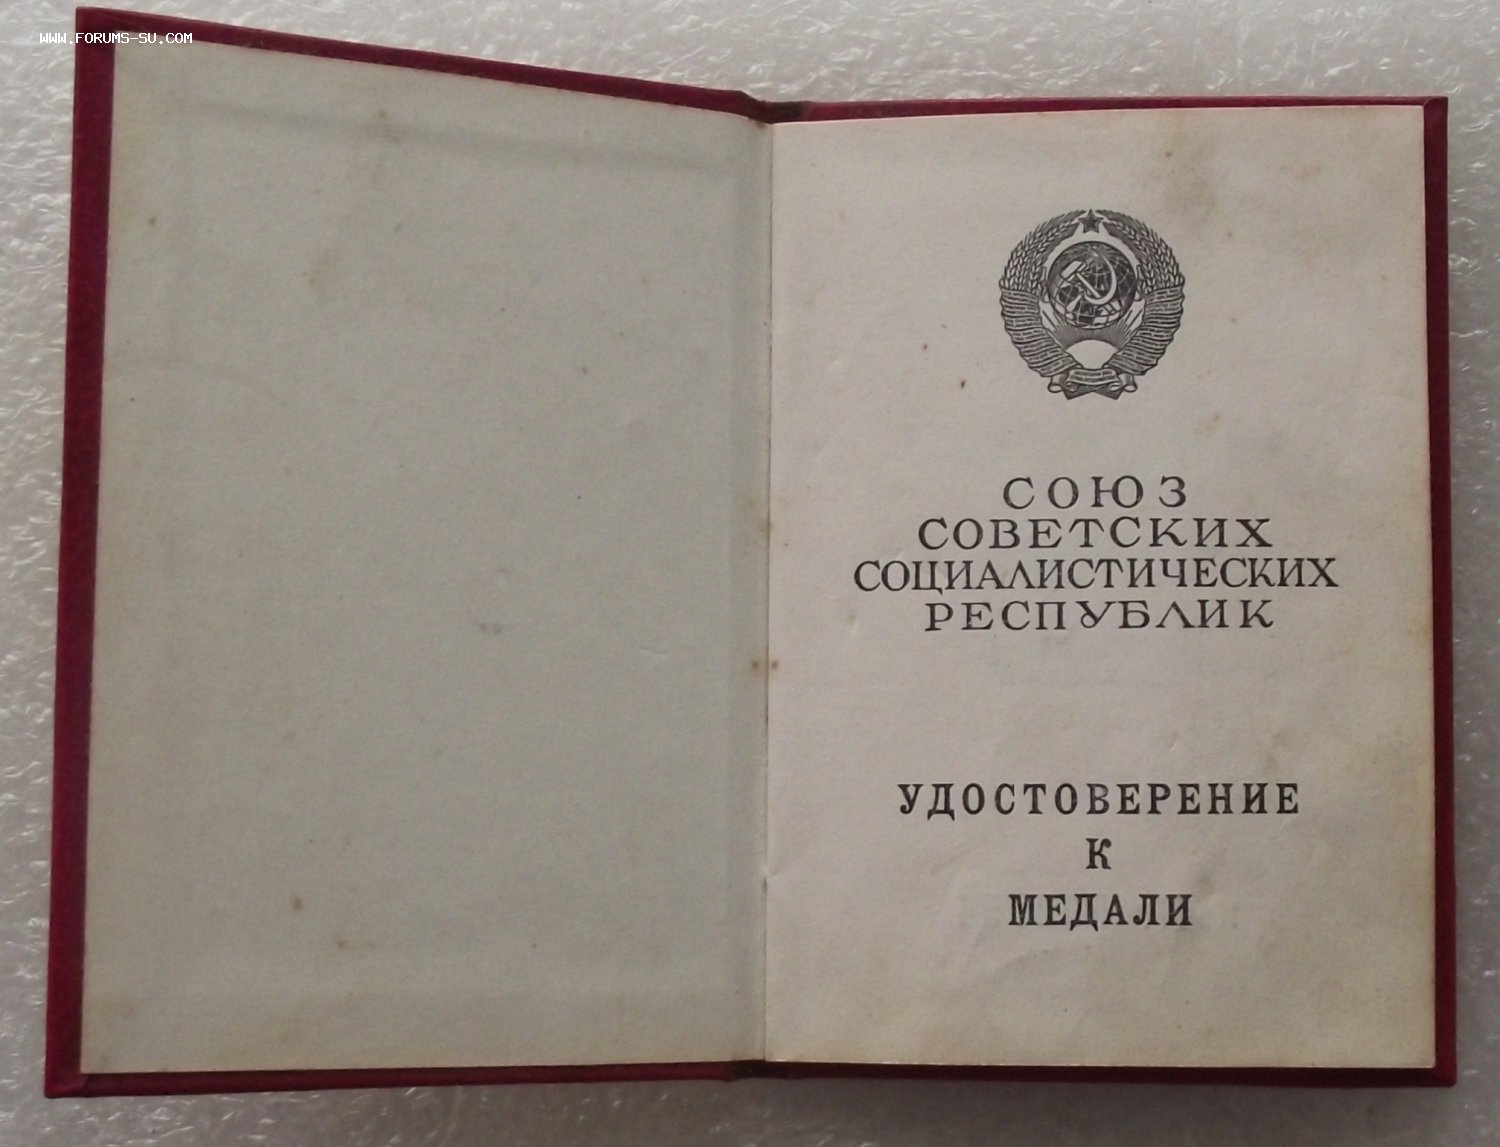 WWW.FORUMS-SU.COM
СОЮЗ
СОВЕТСКИХ
СОЦИАЛИСТИЧЕСКИХ
РЕСПУБЛИК
УДОСТОВЕРЕНИЕ
К
МЕДАЛИ